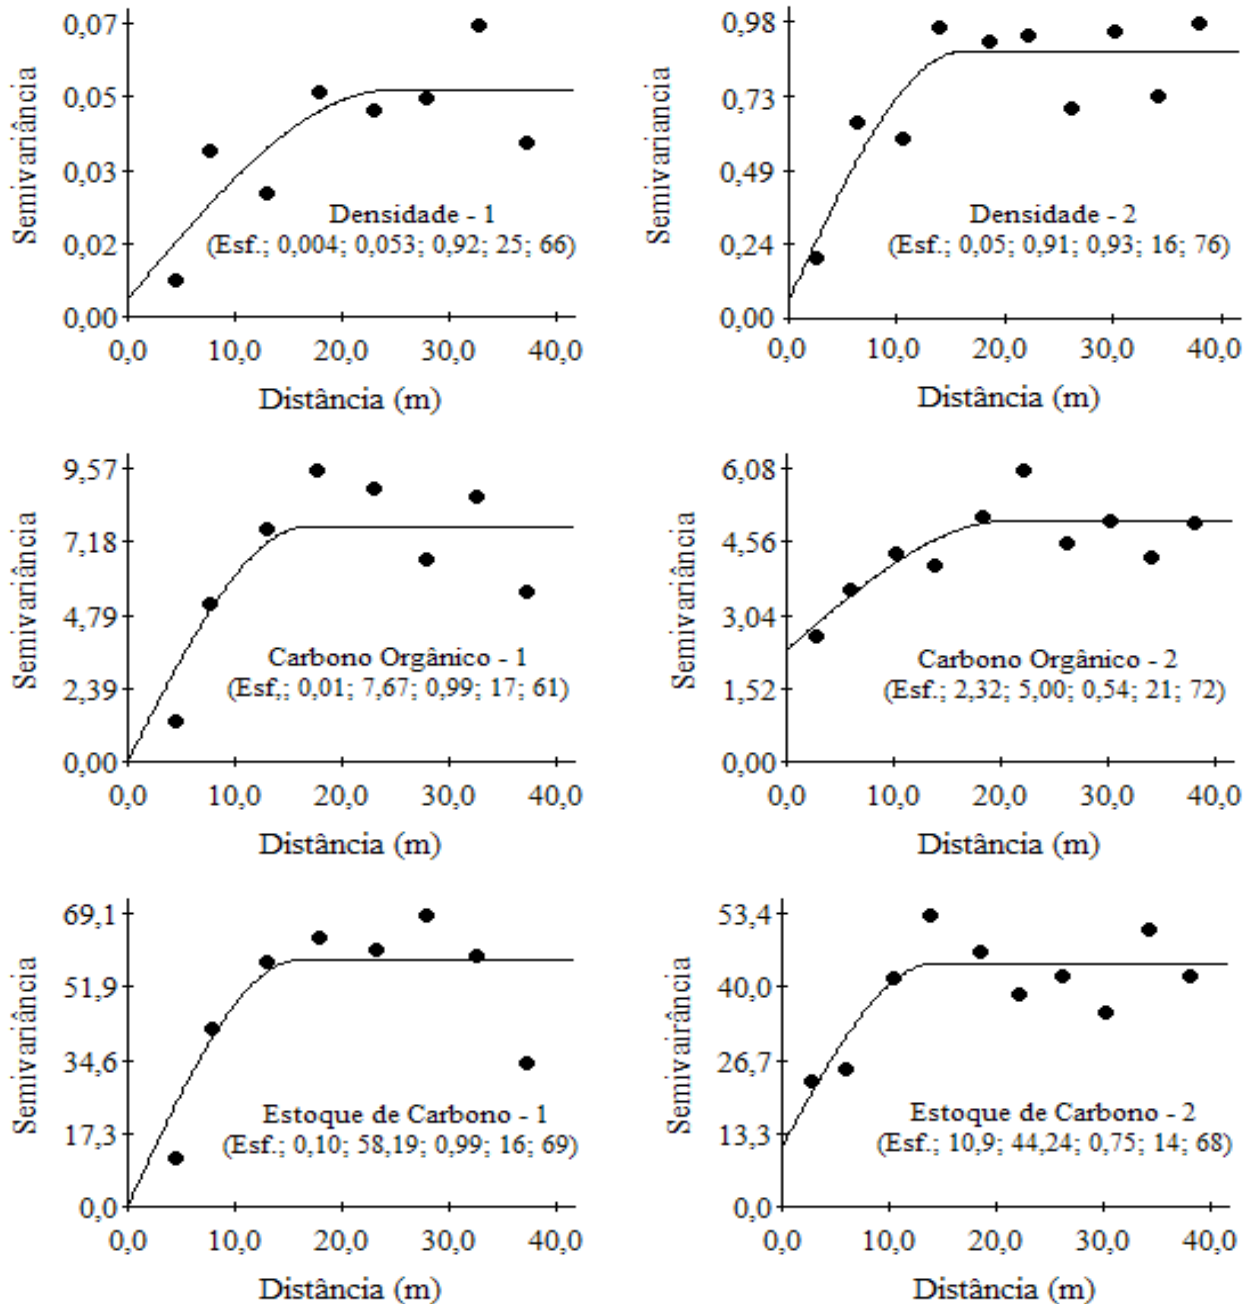 0,07
0,05
0,03
0,02
0,00
Semivariância
0,0 10,0 20,0 30,0 40,0
Distância (m)
Densidade - 1
(Esf.; 0,004; 0,053; 0,92; 25; 66)
0,98
0,73
0,49
0,24
0,00
Semivariancia
0,0 10,0 20,0 30,0 40,0
Distância (m)
Densidade - 2
(Esf.; 0,05; 0,91; 0,93; 16; 76)
9,57
7,18
4,79
2,39
0,00
Semivariância
0,0 10,0 20,0 30,0 40,0
Distância (m)
Carbono Orgânico - 1
(Esf,; 0,01; 7,67; 0,99; 17; 61)
6,08
4,56
3,04
1,52
0,00
Semivariância
0,0 10,0 20,0 30,0 40,0
Distância (m)
Carbono Orgânico - 2
(Esf.; 2,32; 5,00; 0,54; 21; 72)
69,1
51,9
34,6
17,3
0,0
Semivariância
0,0 10,0 20,0 30,0 40,0
Distância (m)
Estoque de Carbono - 1
(Esf.; 0,10; 58,19; 0,99; 16; 69)
53,4
40,0
26,7
13,3
0,0
Semivairância
0,0 10,0 20,0 30,0 40,0
Distância (m)
Estoque de Carbono - 2
(Esf.; 10,9; 44,24; 0,75; 14; 68)